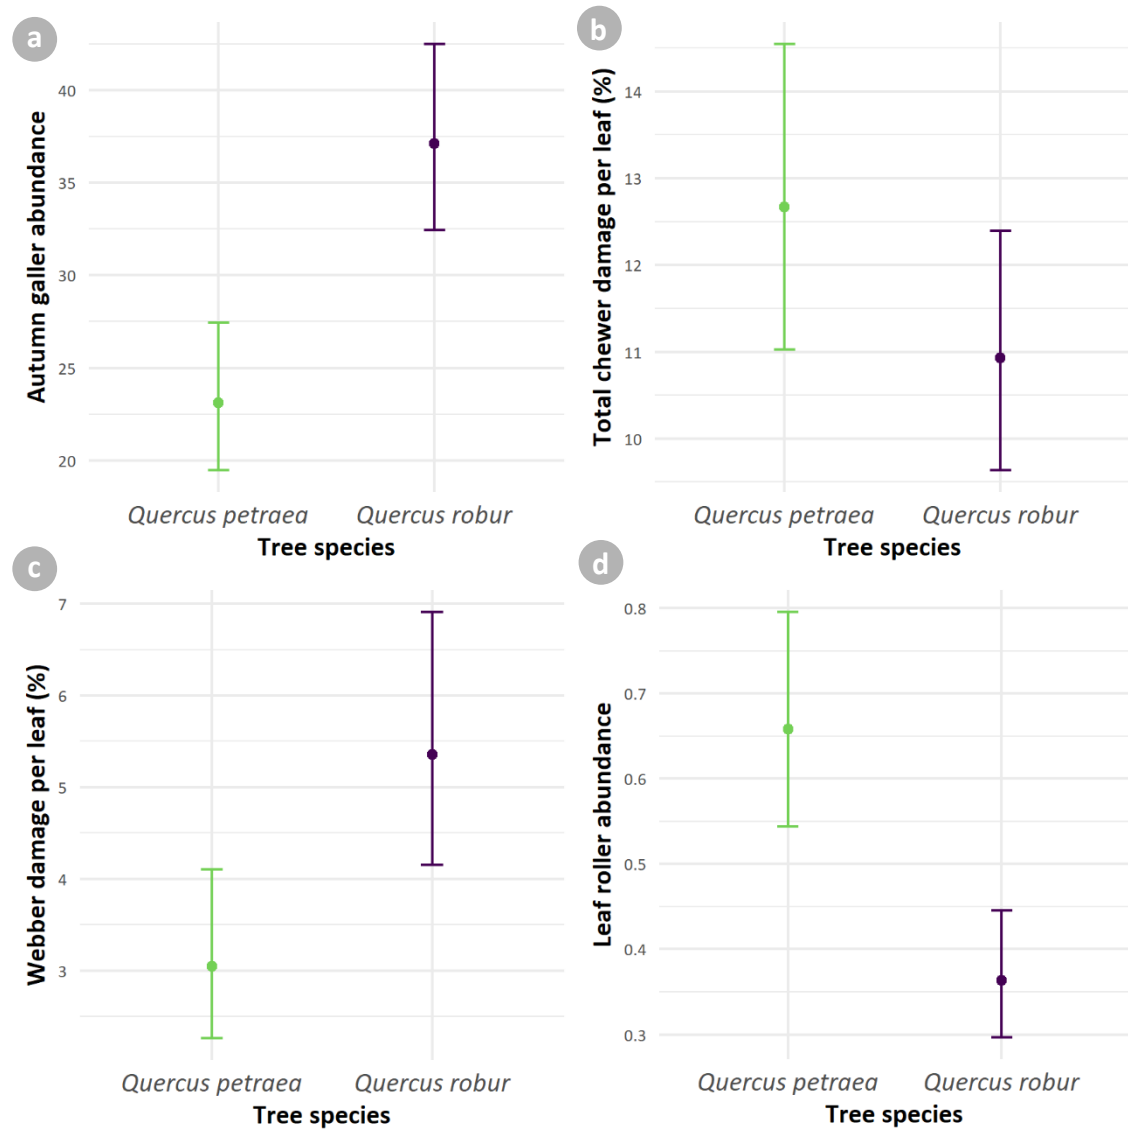 a
Autumn galler abundance
40
35
30
25
20
Quercus petraea
Quercus robur
Tree species
b
Total chewer damage per leaf (%)
14
13
12
11
10
Quercus petraea
Quercus robur
Tree species
c
Webber damage per leaf (%)
7
6
5
4
3
Quercus petraea
Quercus robur
Tree species
d
Leaf roller abundance
0.8
0.7
0.6
0.5
0.4
0.3
Quercus petraea
Quercus robur
Tree species